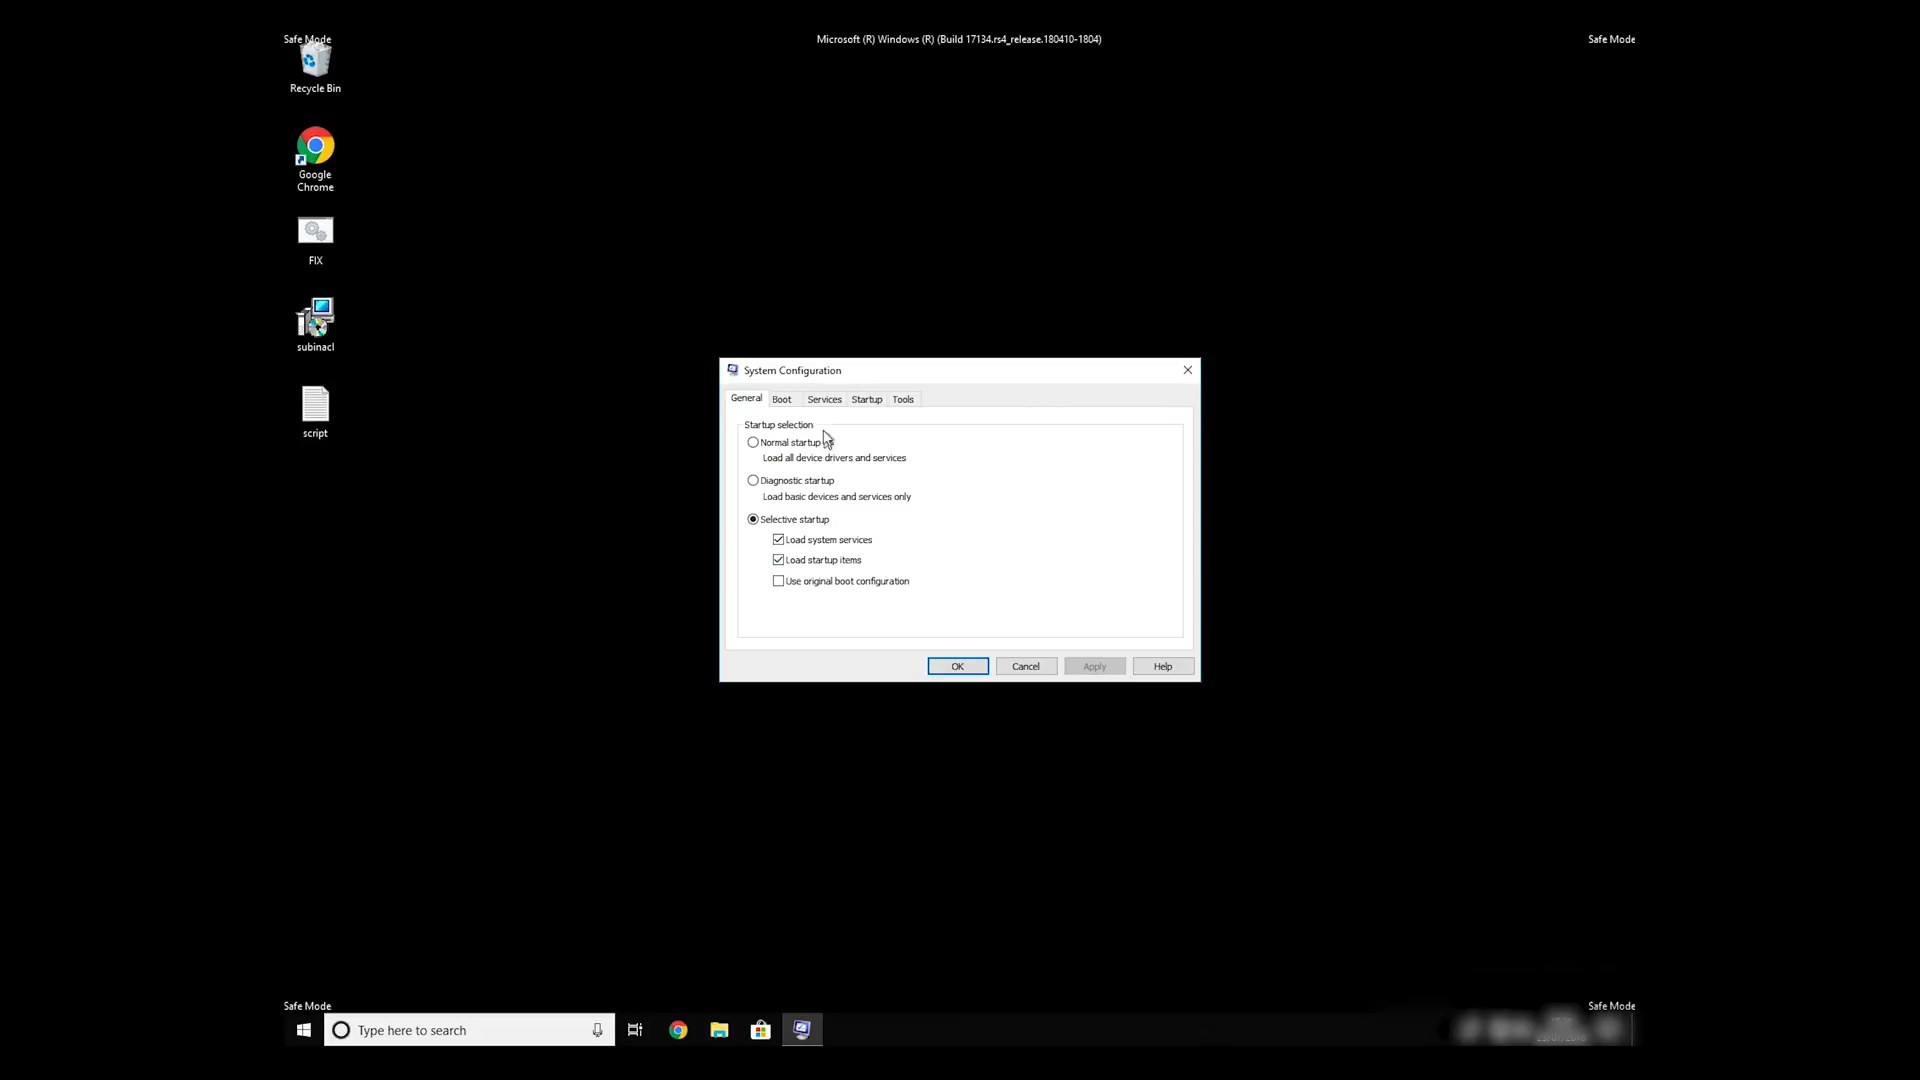 Safe Mode
Microsoft (R) Windows (R) (Build 17134.rs4_release.180410-1804)
Safe Mode
Recycle Bin
Google
Chrome
FIX
subinacl
script
System Configuration
General
Boot
Services
Startup
Tools
Startup selection
Normal startup
Load all device drivers and services
Diagnostic startup
Load basic devices and services only
Selective startup
Load system services
Load startup items
Use original boot configuration
OK
Cancel
Apply
Help
Safe Mode
Safe Mode
Type here to search